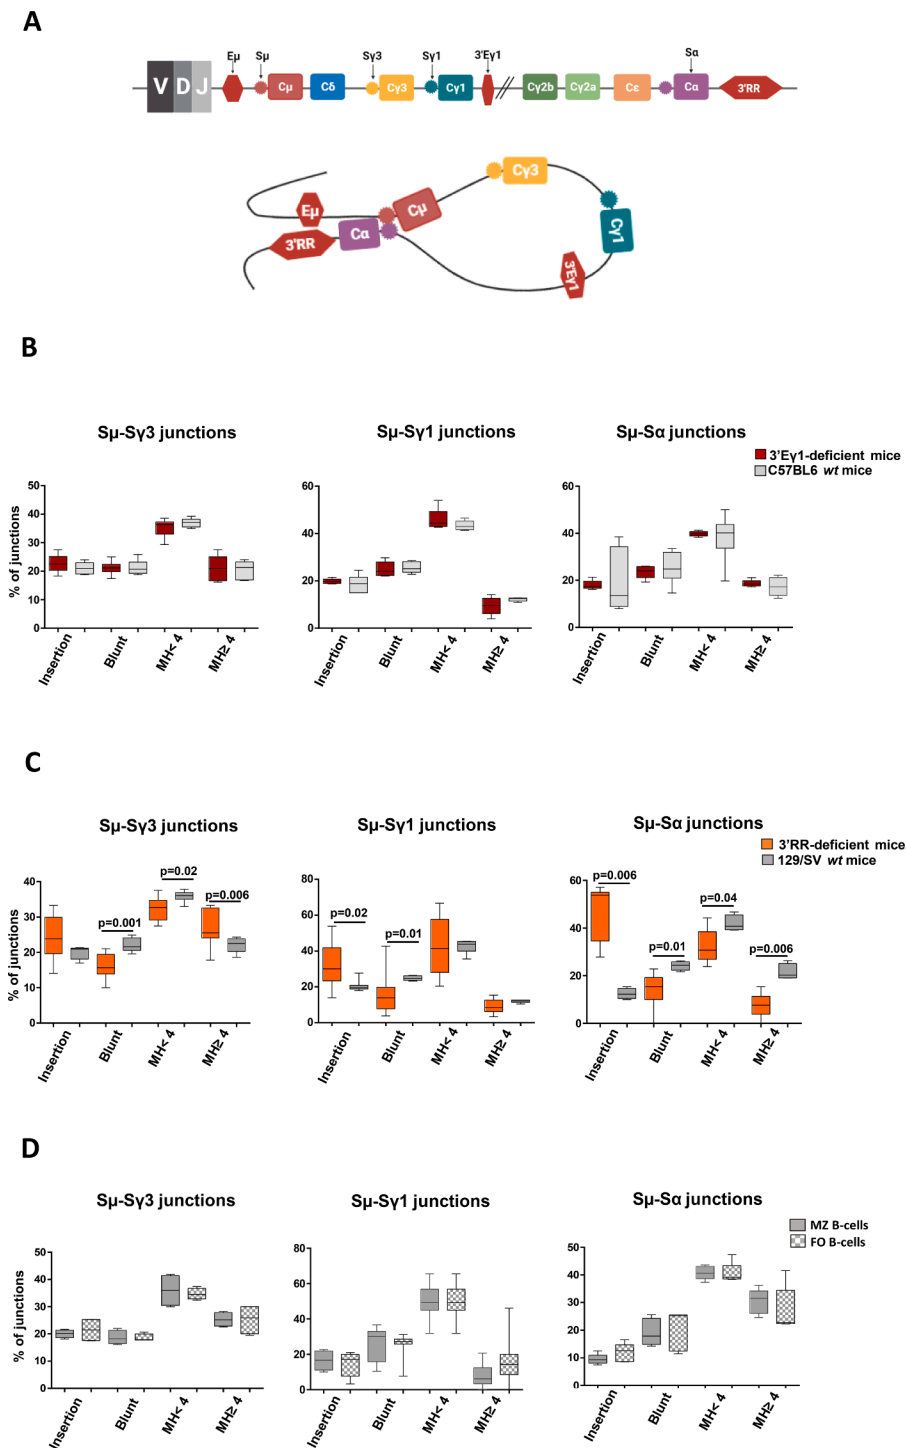 A
Eμ Sμ Sγ3 Sγ1 3'Eγ1 Sα
V D J Cμ Cδ Cγ3 Cγ1 Cγ2b Cγ2a Cε Cα 3'RR
Cγ3
Eμ Cμ
Cγ1
3'RR Cα
3'Eγ1
B
Sμ-Sγ3 junctions Sμ-Sγ1 junctions Sμ-Sα junctions
3'Eγ1-deficient mice
C57BL6 wt mice
% of junctions
50
40
30
20
10
0
Insertion Blunt MH< 4 MH≥ 4
60
40
20
0
Insertion Blunt MH< 4 MH≥ 4
60
40
20
0
Insertion Blunt MH< 4 MH≥ 4
C
Sμ-Sγ3 junctions Sμ-Sγ1 junctions Sμ-Sα junctions
3'RR-deficient mice
129/SV wt mice
% of junctions
40
30
20
10
0
p=0.001 p=0.02 p=0.006
Insertion Blunt MH< 4 MH≥ 4
80
60
40
20
0
p=0.02 p=0.01
Insertion Blunt MH< 4 MH≥ 4
60
40
20
0
p=0.006 p=0.01 p=0.04 p=0.006
Insertion Blunt MH< 4 MH≥ 4
D
Sμ-Sγ3 junctions Sμ-Sγ1 junctions Sμ-Sα junctions
MZ B-cells
FO B-cells
% of junctions
50
40
30
20
10
0
Insertion Blunt MH< 4 MH≥ 4
80
60
40
20
0
Insertion Blunt MH< 4 MH≥ 4
50
40
30
20
10
0
Insertion Blunt MH< 4 MH≥ 4